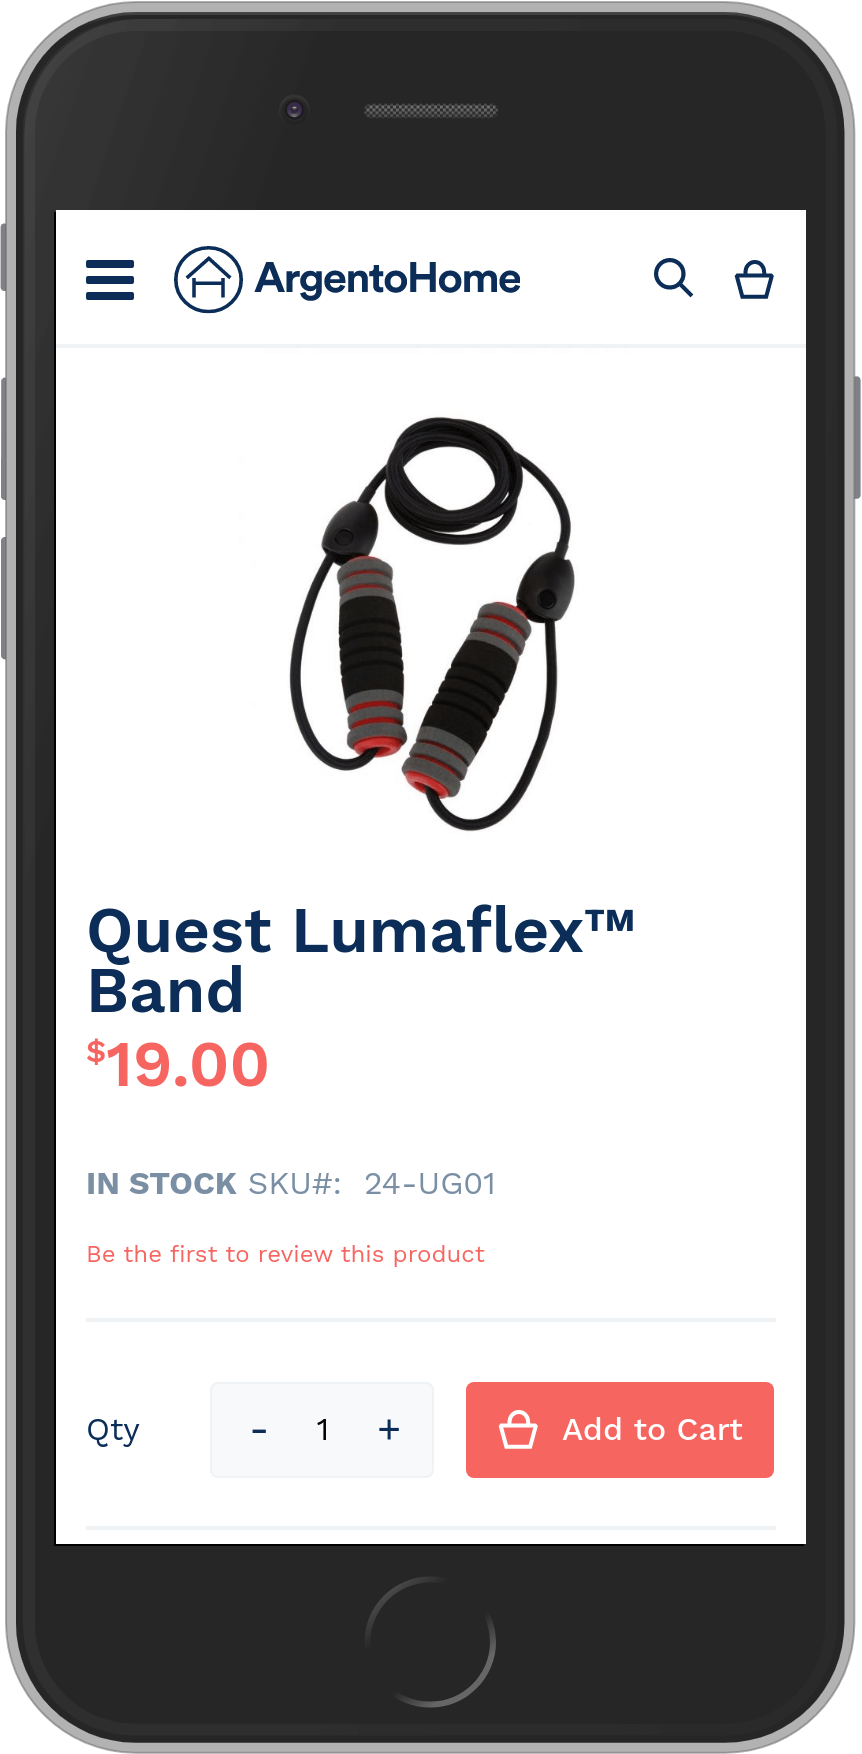 ArgentoHome
Quest Lumaflex™
Band
$19.00
IN STOCK SKU#: 24-UG01
Be the first to review this product
Qty - 1 + Add to Cart